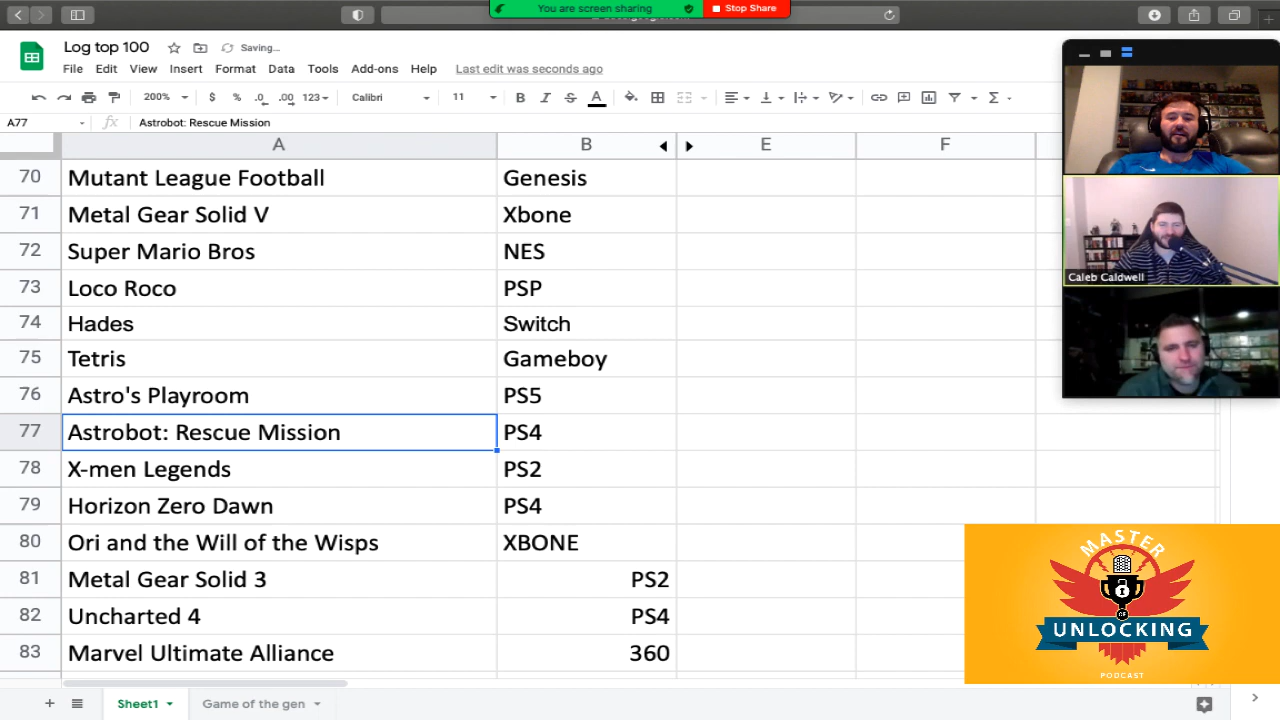 You are screen sharing
Stop Share
Log top 100
Saving...
File Edit View Insert Format Data Tools Add-ons Help Last edit was seconds ago
200% $ % .0 .00 123 Calibri 11 B I S A
A77 fx Astrobot: Rescue Mission
A B E F
70 Mutant League Football Genesis
71 Metal Gear Solid V Xbone
72 Super Mario Bros NES
73 Loco Roco PSP
74 Hades Switch
75 Tetris Gameboy
76 Astro's Playroom PS5
77 Astrobot: Rescue Mission PS4
78 X-men Legends PS2
79 Horizon Zero Dawn PS4
80 Ori and the Will of the Wisps XBONE
81 Metal Gear Solid 3 PS2
82 Uncharted 4 PS4
83 Marvel Ultimate Alliance 360
Sheet1 Game of the gen
Caleb Caldwell
MASTER
OF
UNLOCKING
PODCAST